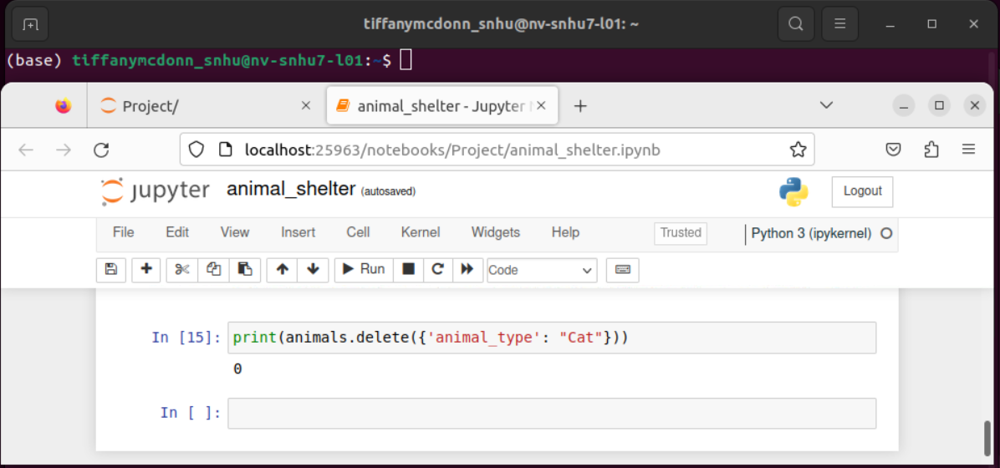 tiffanymcdonn_snhu@nv-snhu7-l01: ~
(base) tiffanymcdonn_snhu@nv-snhu7-l01:~$
Project/
animal_shelter - Jupyter
localhost:25963/notebooks/Project/animal_shelter.ipynb
jupyter animal_shelter (autosaved) Logout
File Edit View Insert Cell Kernel Widgets Help Trusted Python 3 (ipykernel)
Run Code
In [15]: print(animals.delete({'animal_type': "Cat"}))
0
In [ ]: